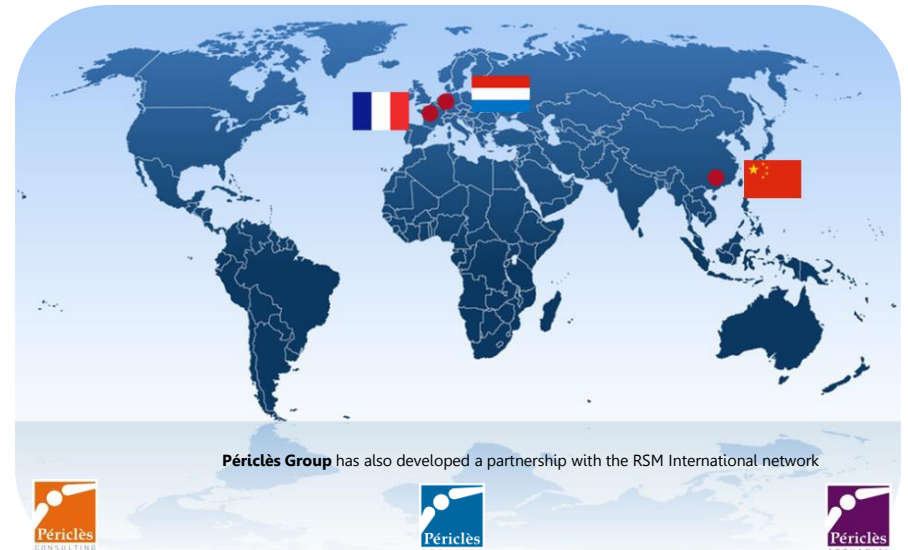 Périclès Group has also developed a partnership with the RSM International network
Périclès
CONSULTING
Périclès
Périclès